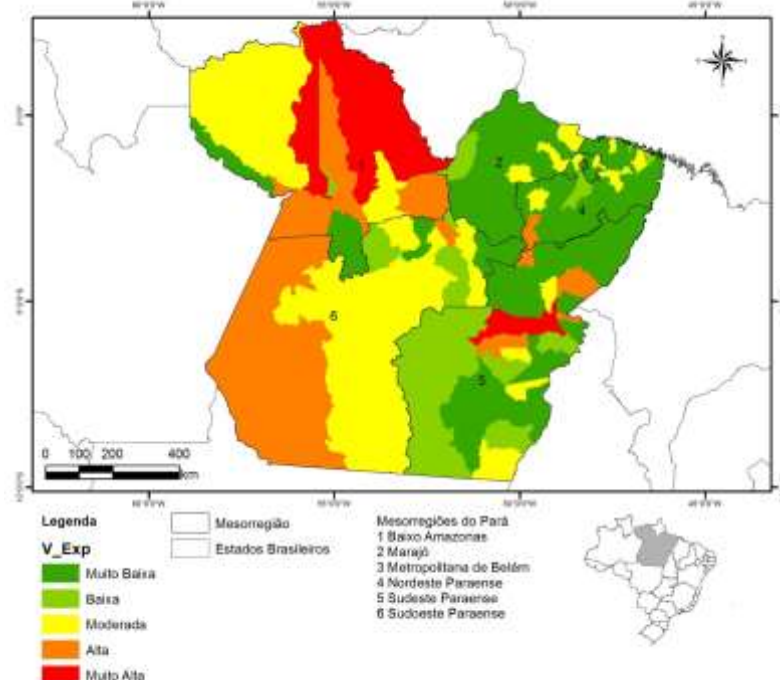 2
3
1
4
6
5
0 100 200 400
km
Legenda
V_Exp
Muito Baixa
Baixa
Moderada
Alta
Muito Alta
Mesorregião
Estados Brasileiros
Mesorregiões do Pará
1 Baixo Amazonas
2 Marajó
3 Metropolitana de Belém
4 Nordeste Paraense
5 Sudeste Paraense
6 Sudoeste Paraense